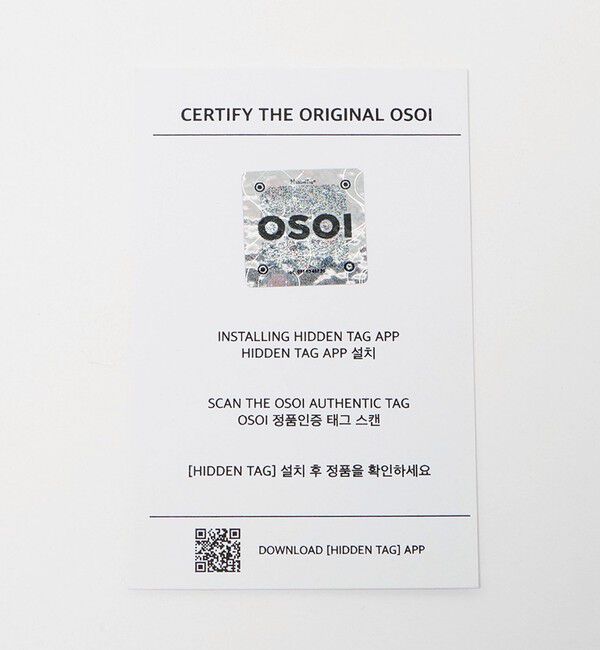 CERTIFY THE ORIGINAL OSOI
HiddenTag
OSOI
INSTALLING HIDDEN TAG APP
HIDDEN TAG APP 설치
SCAN THE OSOI AUTHENTIC TAG
OSOI 정품인증 태그 스캔
[HIDDEN TAG] 설치 후 정품을 확인하세요
DOWNLOAD [HIDDEN TAG] APP